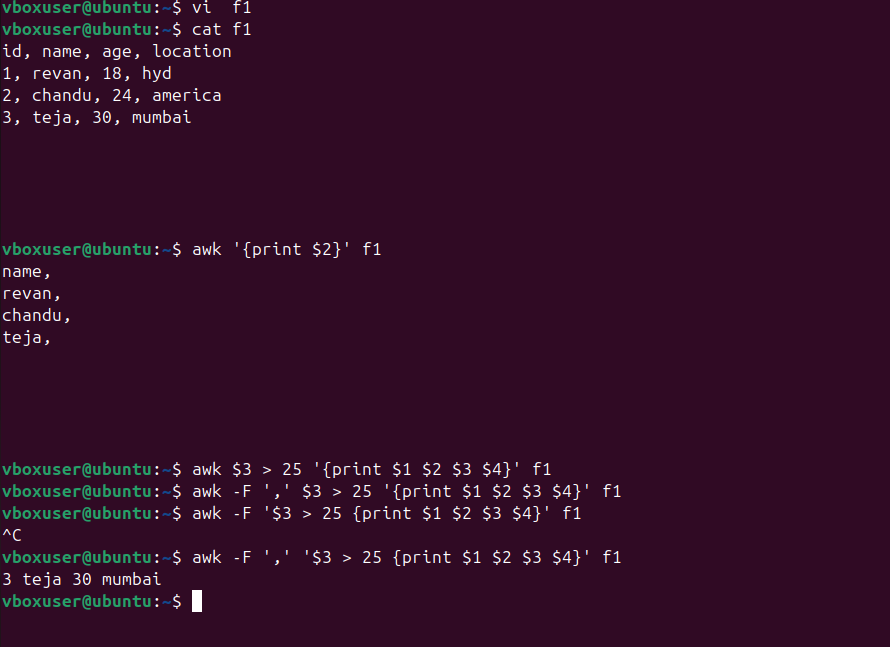 vboxuser@ubuntu:~$ vi  f1
vboxuser@ubuntu:~$ cat f1
id, name, age, location
1, revan, 18, hyd
2, chandu, 24, america
3, teja, 30, mumbai
vboxuser@ubuntu:~$ awk '{print $2}' f1
name,
revan,
chandu,
teja,
vboxuser@ubuntu:~$ awk $3 > 25 '{print $1 $2 $3 $4}' f1
vboxuser@ubuntu:~$ awk -F ',' $3 > 25 '{print $1 $2 $3 $4}' f1
vboxuser@ubuntu:~$ awk -F '$3 > 25 {print $1 $2 $3 $4}' f1
^C
vboxuser@ubuntu:~$ awk -F ',' '$3 > 25 {print $1 $2 $3 $4}' f1
3 teja 30 mumbai
vboxuser@ubuntu:~$